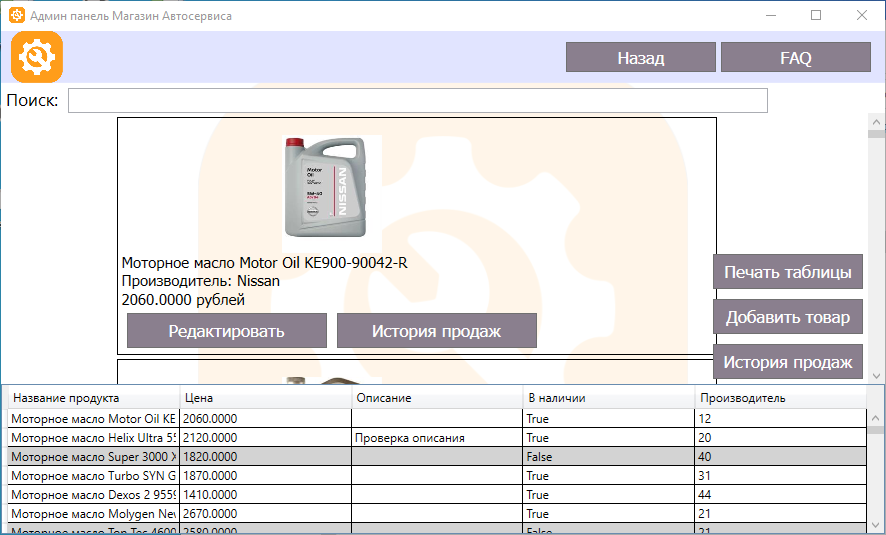 Админ панель Магазин Автосервиса
Назад
FAQ
Поиск:
Motor
Oil
5W-40
NISSAN
Моторное масло Motor Oil KE900-90042-R
Производитель: Nissan
2060.0000 рублей
Редактировать
История продаж
Печать таблицы
Добавить товар
История продаж
Название продукта Цена Описание В наличии Производитель
Моторное масло Motor Oil KE 2060.0000 True 12
Моторное масло Helix Ultra 55 2120.0000 Проверка описания True 20
Моторное масло Super 3000 X 1820.0000 False 40
Моторное масло Turbo SYN G 1870.0000 True 31
Моторное масло Dexos 2 9559 1410.0000 True 44
Моторное масло Molygen Nev 2670.0000 True 21
Моторное масло Top Tec 4600 2580.0000 False 21